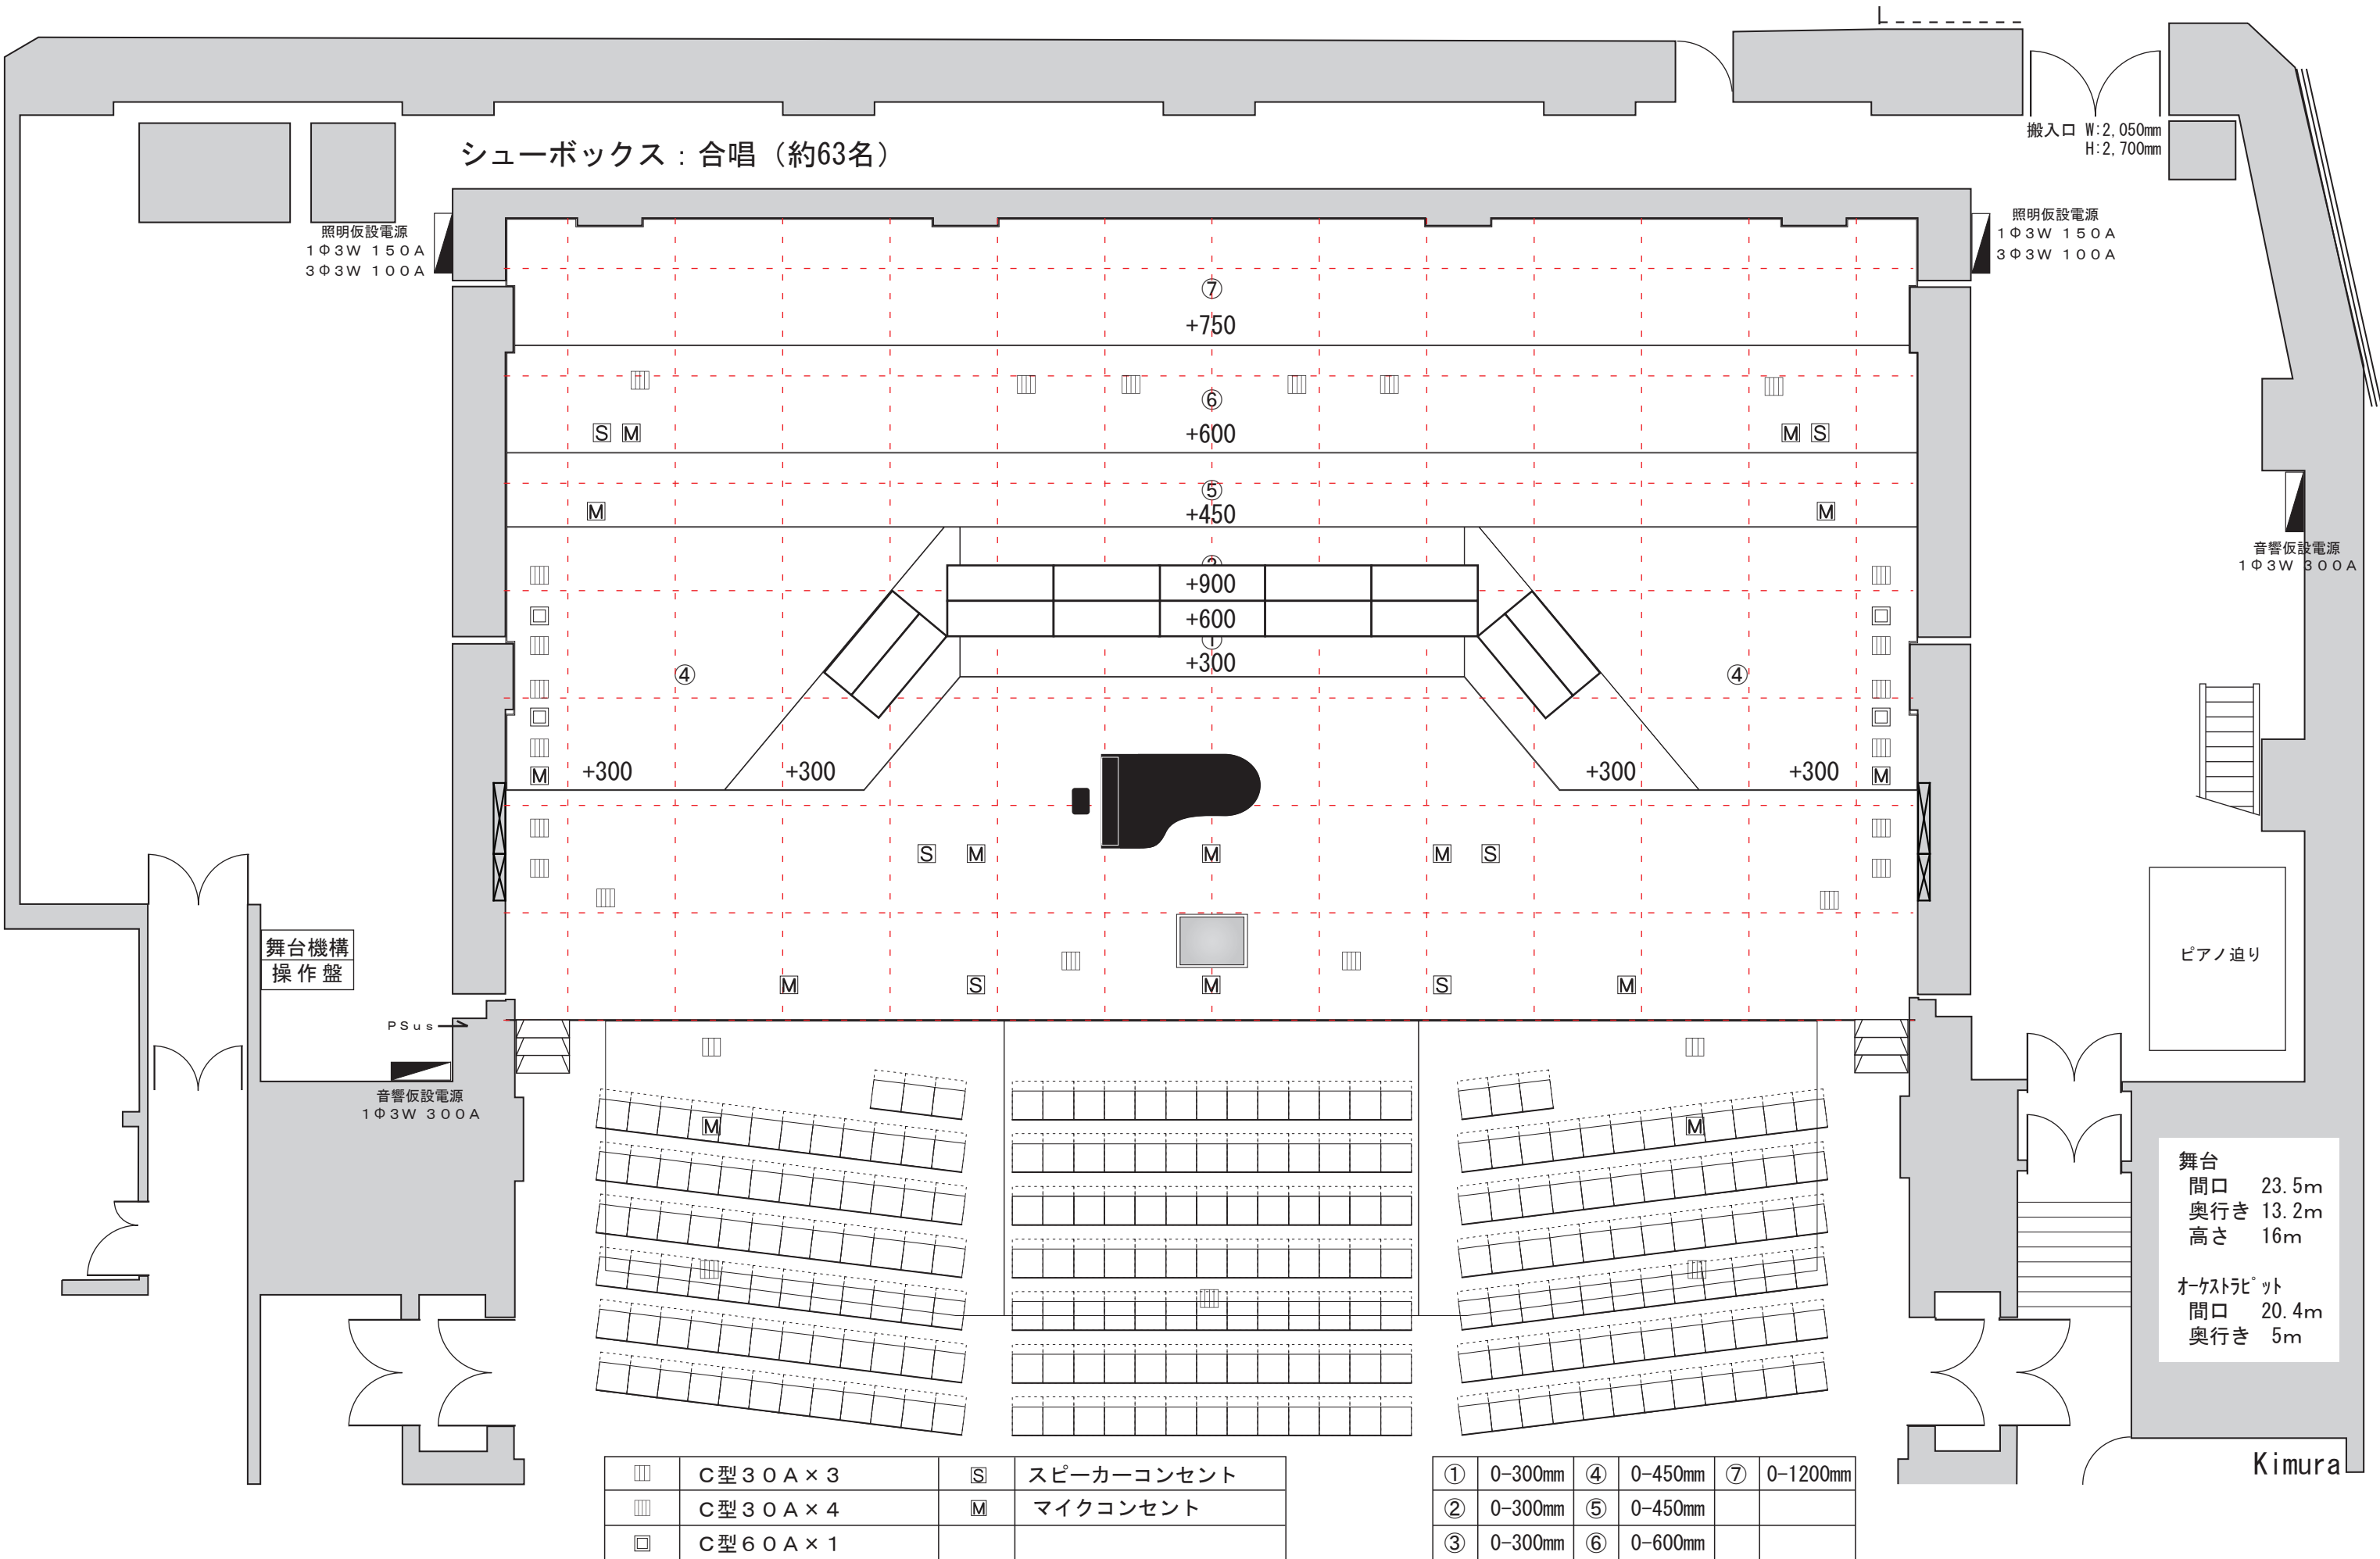 シューボックス：合唱（約63名）
搬入口 W:2,050mm
H:2,700mm
照明仮設電源
1Φ3W 150A
3Φ3W 100A
照明仮設電源
1Φ3W 150A
3Φ3W 100A
⑦
+750
⑥
S M
+600
M S
⑤
M
+450
M
+900
+600
+300
音響仮設電源
1Φ3W 300A
④
④
M
+300
+300
+300
+300
M
S M M M S
舞台機構
操作盤
ピアノ迫り
M S M S M
PSus
音響仮設電源
1Φ3W 300A
M
M
舞台
間口 23.5m
奥行き 13.2m
高さ 16m
オーケストラピット
間口 20.4m
奥行き 5m
C型30A×3 S スピーカーコンセント
C型30A×4 M マイクコンセント
C型60A×1
① 0-300mm ④ 0-450mm ⑦ 0-1200mm
② 0-300mm ⑤ 0-450mm
③ 0-300mm ⑥ 0-600mm
Kimura